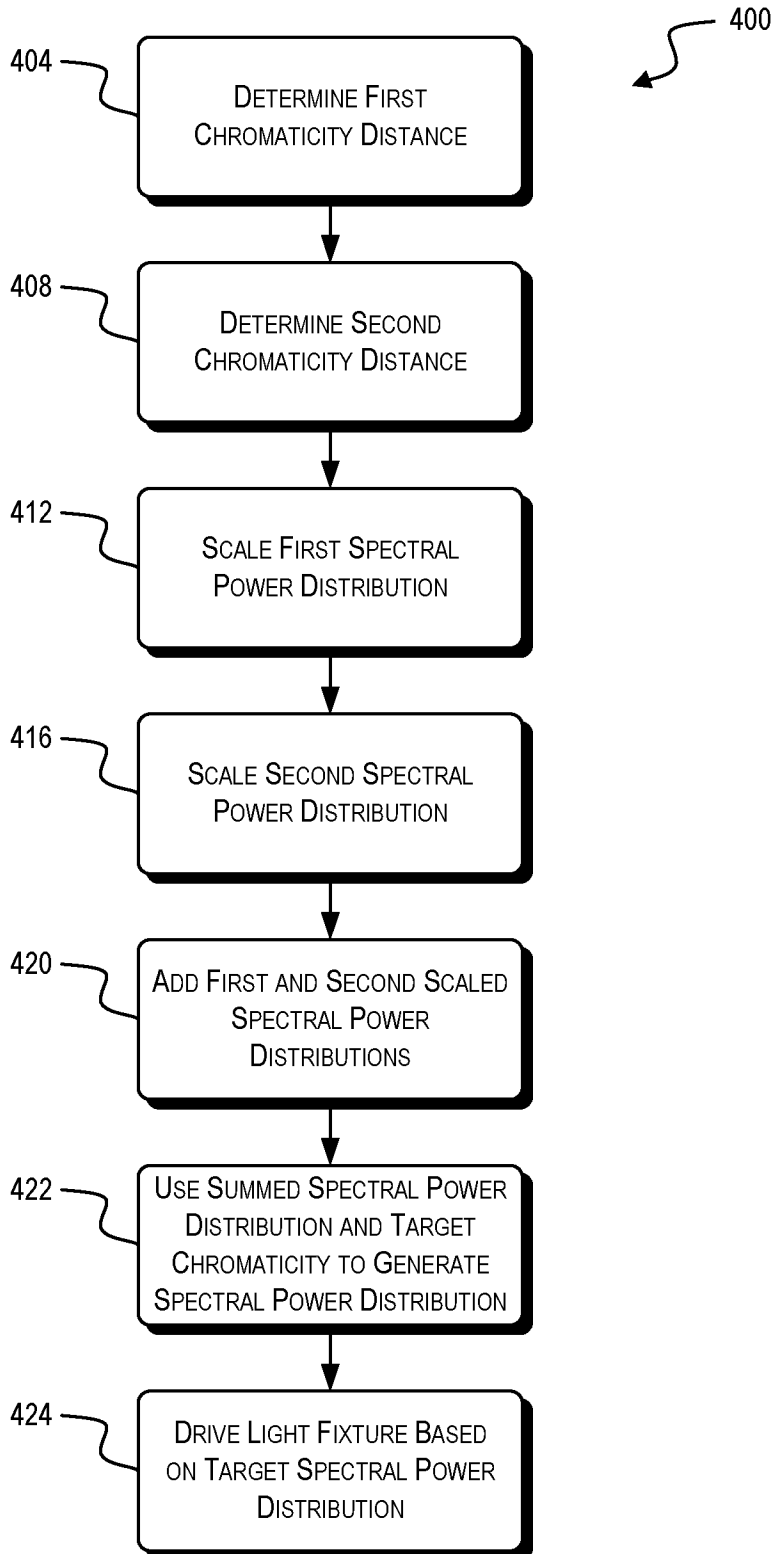 400
404
DETERMINE FIRST
CHROMATICITY DISTANCE
408
DETERMINE SECOND
CHROMATICITY DISTANCE
412
SCALE FIRST SPECTRAL
POWER DISTRIBUTION
416
SCALE SECOND SPECTRAL
POWER DISTRIBUTION
420
ADD FIRST AND SECOND SCALED
SPECTRAL POWER
DISTRIBUTIONS
422
USE SUMMED SPECTRAL POWER
DISTRIBUTION AND TARGET
CHROMATICITY TO GENERATE
SPECTRAL POWER DISTRIBUTION
424
DRIVE LIGHT FIXTURE BASED
ON TARGET SPECTRAL POWER
DISTRIBUTION